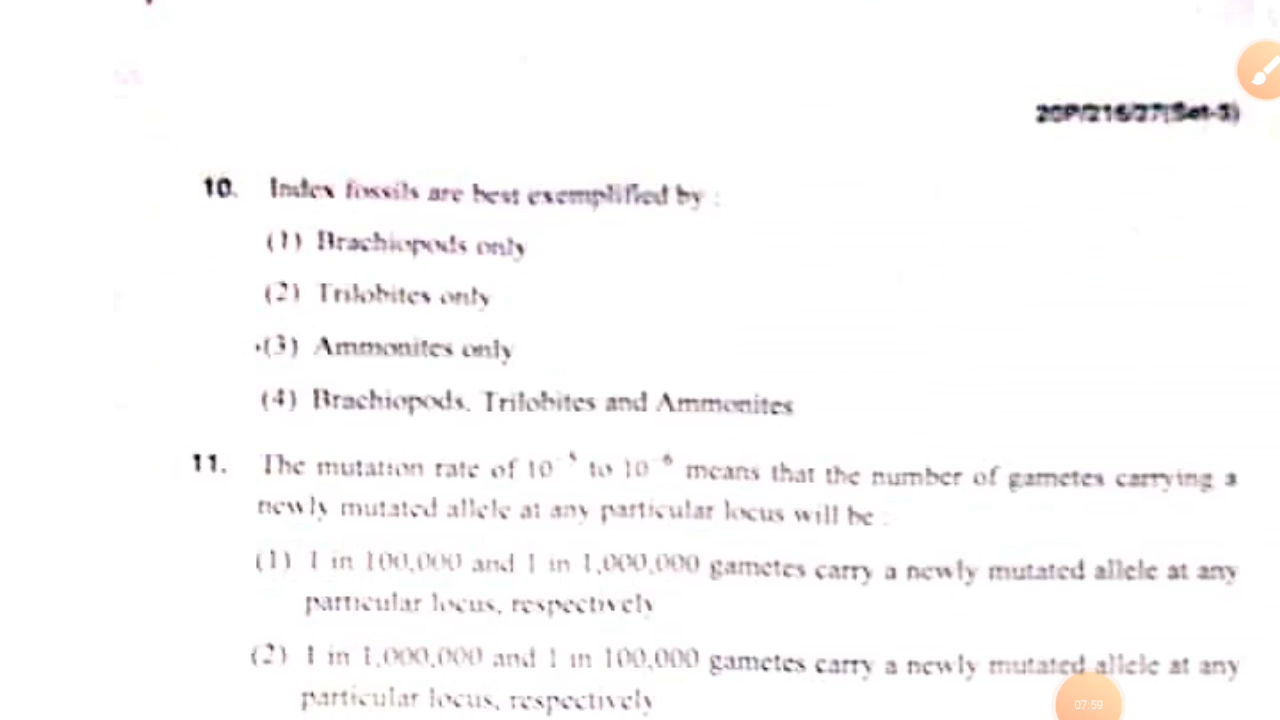 20P/216/27(Set-3)
10. Index fossils are best exemplified by :
(1) Brachiopods only
(2) Trilobites only
(3) Ammonites only
(4) Brachiopods, Trilobites and Ammonites
11. The mutation rate of 10⁻⁵ to 10⁻⁶ means that the number of gametes carrying a
newly mutated allele at any particular locus will be :
(1) 1 in 100,000 and 1 in 1,000,000 gametes carry a newly mutated allele at any
particular locus, respectively
(2) 1 in 1,000,000 and 1 in 100,000 gametes carry a newly mutated allele at any
particular locus, respectively
07:59